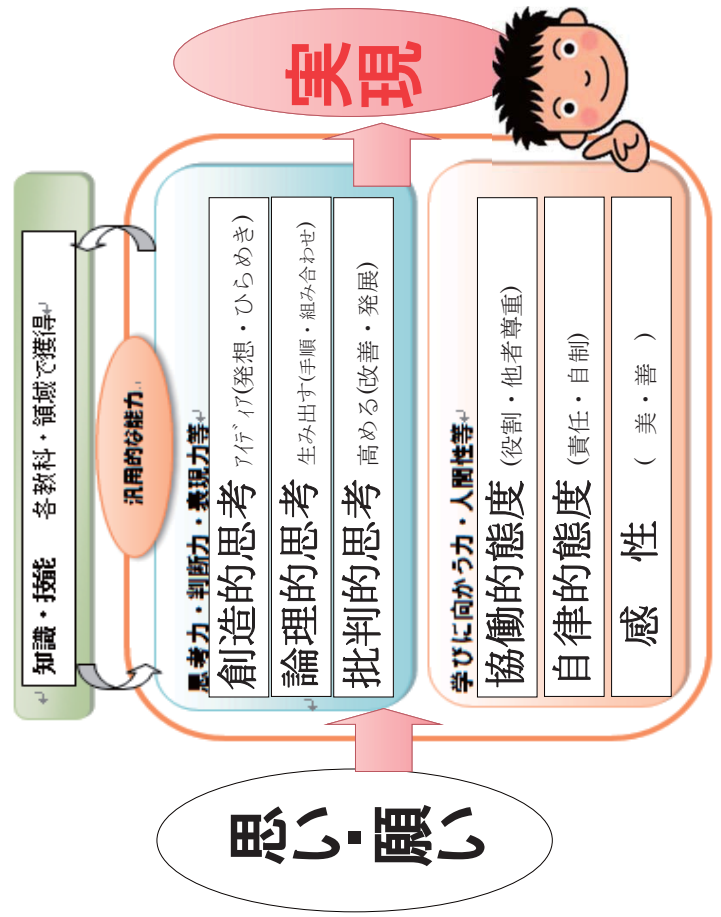 知識・技能　各教科・領域で獲得
汎用的な能力
思考力・判断力・表現力等
創造的思考 アイディア(発想・ひらめき)
論理的思考 生み出す(手順・組み合わせ)
批判的思考 高める(改善・発展)
学びに向かう力・人間性等
協働的態度 (役割・他者尊重)
自律的態度 (責任・自制)
感　性　(　美・善　)
思い・願い
実現